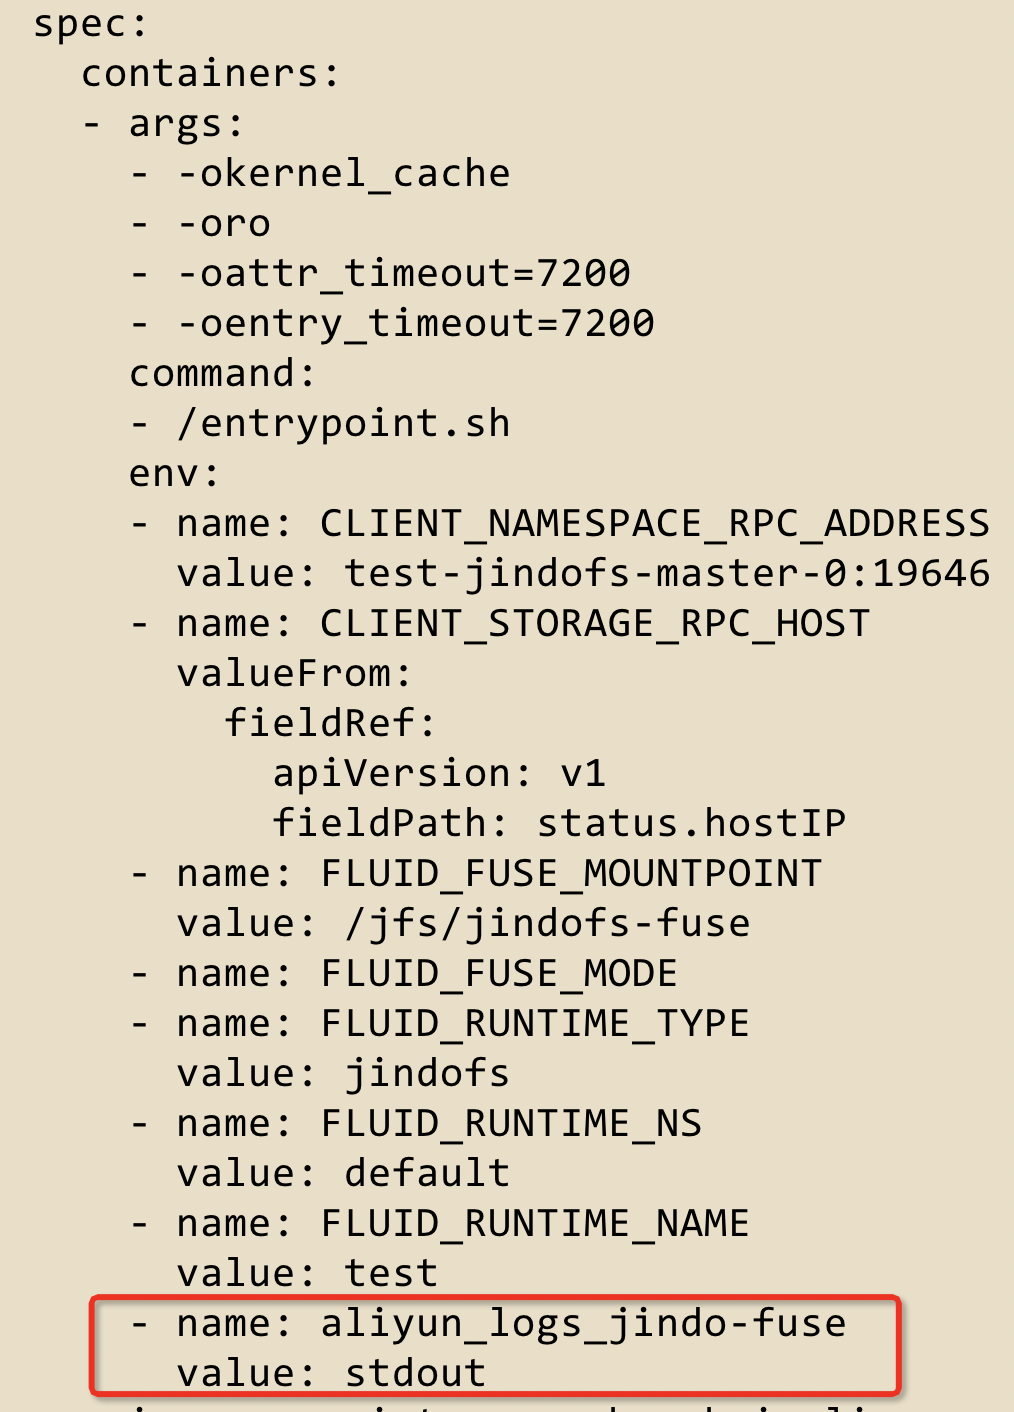 spec:
  containers:
  - args:
    - -okernel_cache
    - -oro
    - -oattr_timeout=7200
    - -oentry_timeout=7200
    command:
    - /entrypoint.sh
    env:
    - name: CLIENT_NAMESPACE_RPC_ADDRESS
      value: test-jindofs-master-0:19646
    - name: CLIENT_STORAGE_RPC_HOST
      valueFrom:
        fieldRef:
          apiVersion: v1
          fieldPath: status.hostIP
    - name: FLUID_FUSE_MOUNTPOINT
      value: /jfs/jindofs-fuse
    - name: FLUID_FUSE_MODE
    - name: FLUID_RUNTIME_TYPE
      value: jindofs
    - name: FLUID_RUNTIME_NS
      value: default
    - name: FLUID_RUNTIME_NAME
      value: test
    - name: aliyun_logs_jindo-fuse
      value: stdout